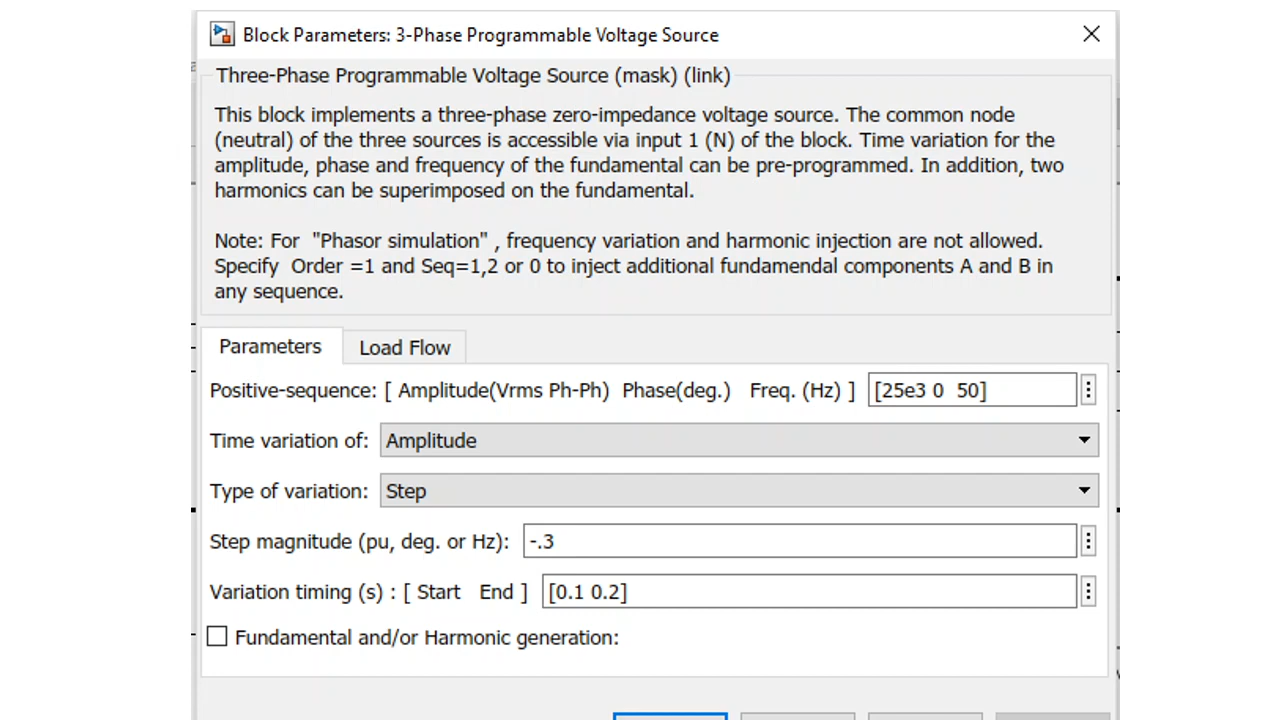 Block Parameters: 3-Phase Programmable Voltage Source
Three-Phase Programmable Voltage Source (mask) (link)
This block implements a three-phase zero-impedance voltage source. The common node
(neutral) of the three sources is accessible via input 1 (N) of the block. Time variation for the
amplitude, phase and frequency of the fundamental can be pre-programmed. In addition, two
harmonics can be superimposed on the fundamental.
Note: For "Phasor simulation" , frequency variation and harmonic injection are not allowed.
Specify Order =1 and Seq=1,2 or 0 to inject additional fundamendal components A and B in
any sequence.
Parameters Load Flow
Positive-sequence: [ Amplitude(Vrms Ph-Ph) Phase(deg.) Freq. (Hz) ] [25e3 0 50]
Time variation of: Amplitude
Type of variation: Step
Step magnitude (pu, deg. or Hz): -.3
Variation timing (s) : [ Start End ] [0.1 0.2]
Fundamental and/or Harmonic generation: